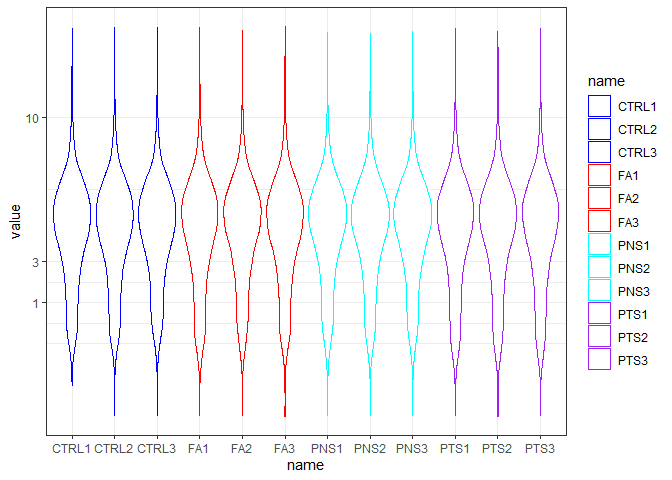 value
10
3
1
CTRL1 CTRL2 CTRL3 FA1 FA2 FA3 PNS1 PNS2 PNS3 PTS1 PTS2 PTS3
name
name
CTRL1
CTRL2
CTRL3
FA1
FA2
FA3
PNS1
PNS2
PNS3
PTS1
PTS2
PTS3